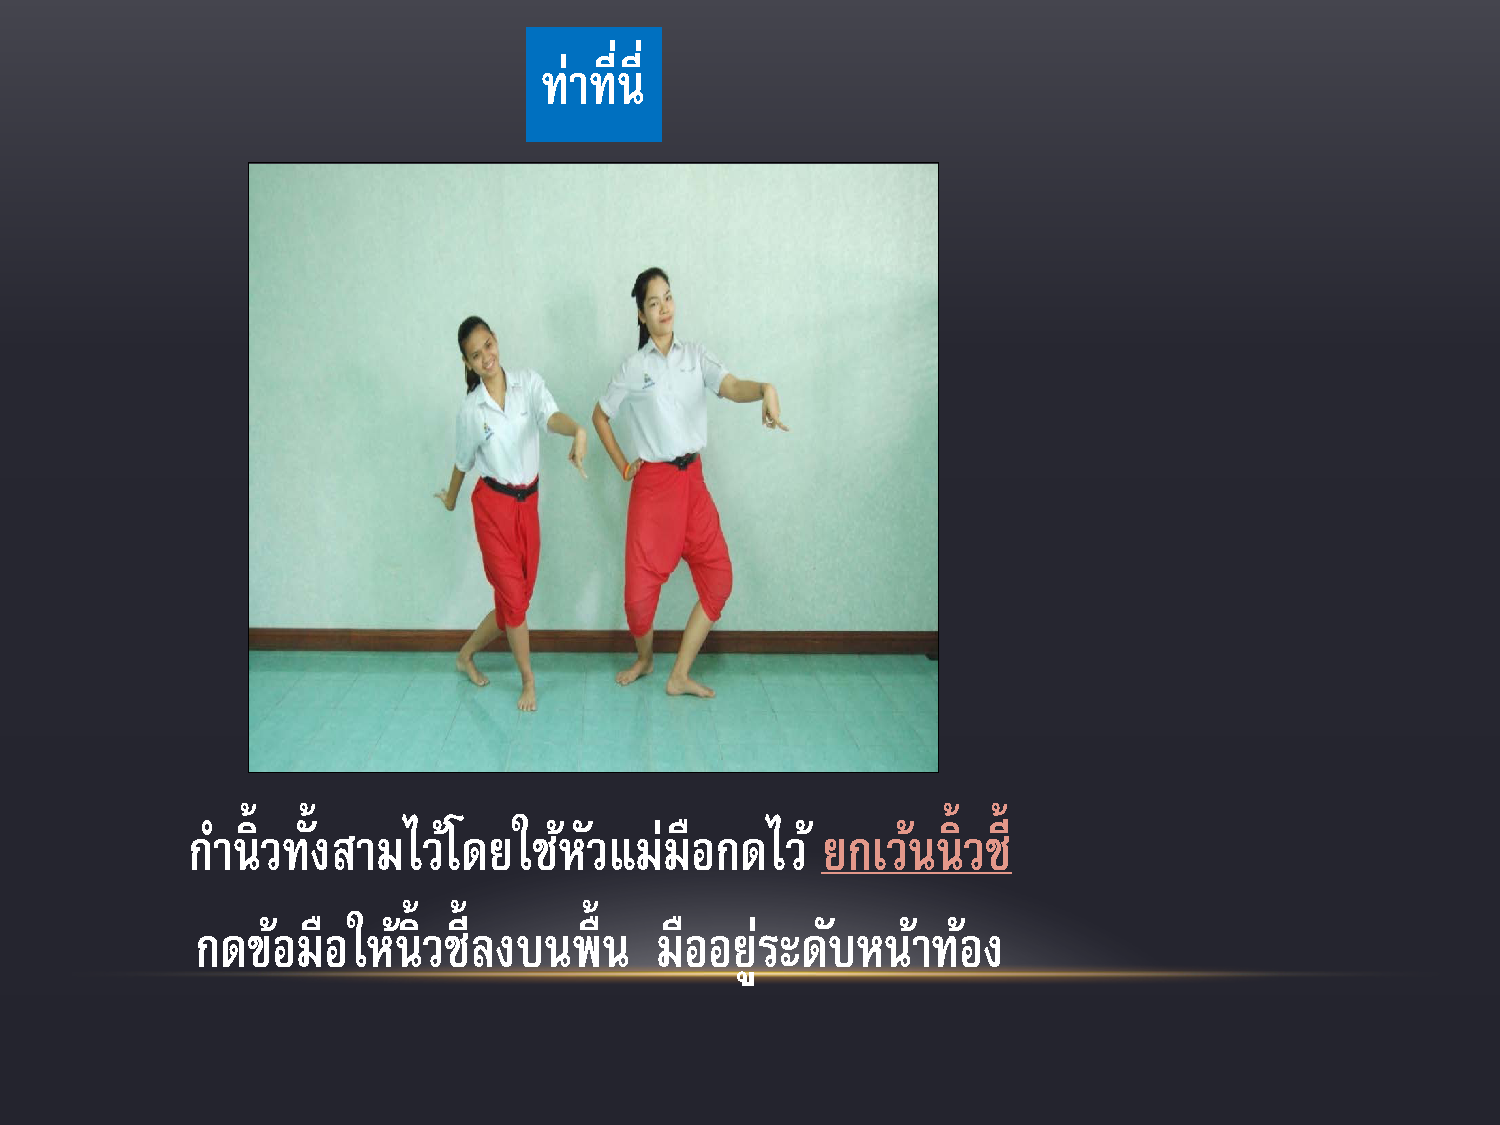 ท่าที่นี่
กำนิ้วทั้งสามไว้โดยใช้หัวแม่มือกดไว้ ยกเว้นนิ้วชี้
กดข้อมือให้นิ้วชี้ลงบนพื้น มืออยู่ระดับหน้าท้อง